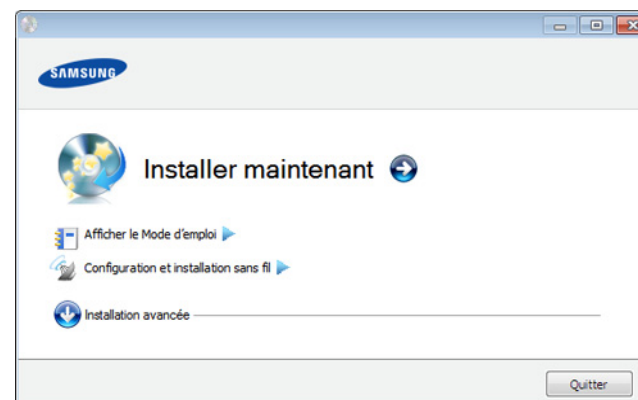 SAMSUNG
Installer maintenant
Afficher le Mode d'emploi
Configuration et installation sans fil
Installation avancée
Quitter